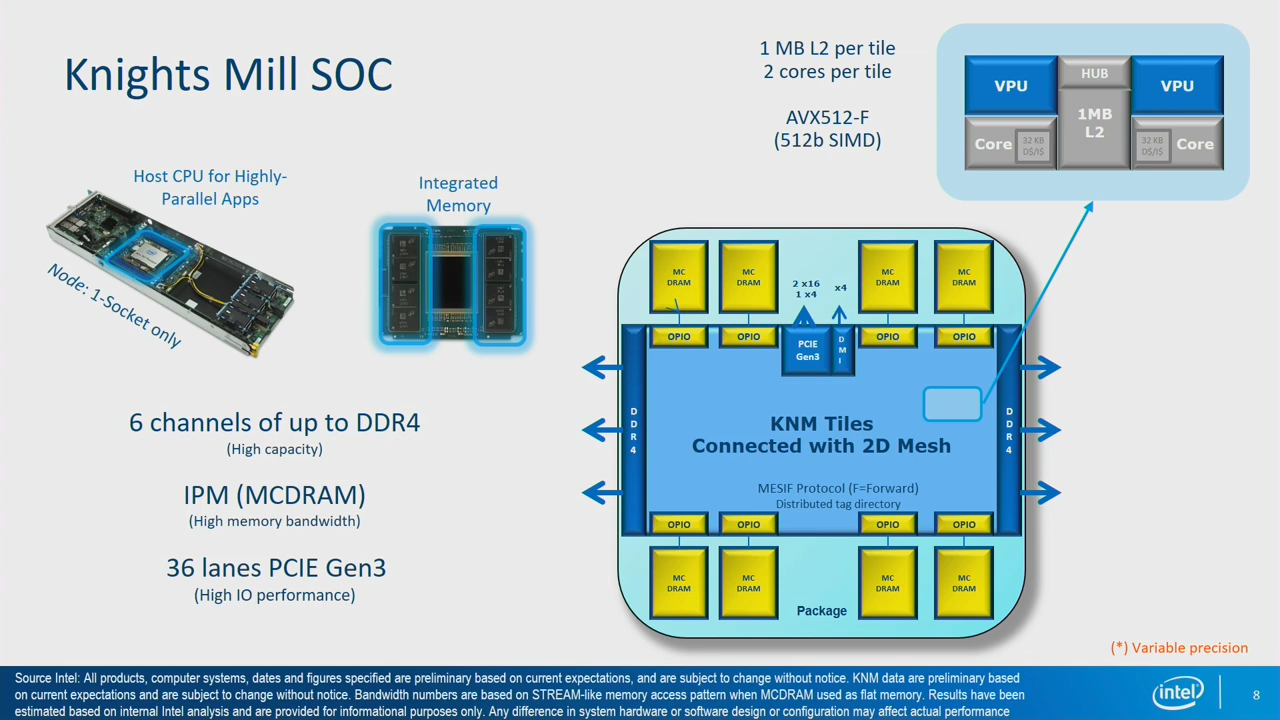 Knights Mill SOC
1 MB L2 per tile
2 cores per tile
AVX512-F
(512b SIMD)
VPU
HUB
VPU
1MB
L2
Core
32 KB
D$/I$
32 KB
D$/I$
Core
Host CPU for Highly-
Parallel Apps
Node: 1-Socket only
Integrated
Memory
6 channels of up to DDR4
(High capacity)
IPM (MCDRAM)
(High memory bandwidth)
36 lanes PCIE Gen3
(High IO performance)
MC
DRAM
MC
DRAM
2 x16
1 x4
x4
MC
DRAM
MC
DRAM
OPIO
OPIO
PCIE
Gen3
D
M
I
OPIO
OPIO
D
D
R
4
KNM Tiles
Connected with 2D Mesh
D
D
R
4
MESIF Protocol (F=Forward)
Distributed tag directory
OPIO
OPIO
OPIO
OPIO
MC
DRAM
MC
DRAM
MC
DRAM
MC
DRAM
Package
(*) Variable precision
Source Intel: All products, computer systems, dates and figures specified are preliminary based on current expectations, and are subject to change without notice. KNM data are preliminary based
on current expectations and are subject to change without notice. Bandwidth numbers are based on STREAM-like memory access pattern when MCDRAM used as flat memory. Results have been
estimated based on internal Intel analysis and are provided for informational purposes only. Any difference in system hardware or software design or configuration may affect actual performance
intel
8